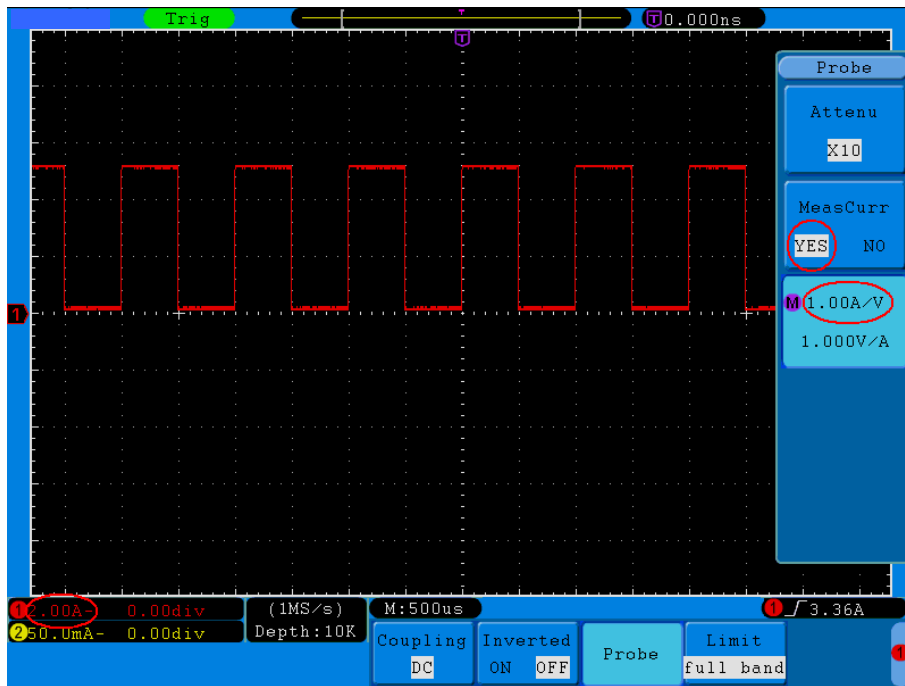 Trig
T
T 0.000ns
T
Probe
Attenu
X10
MeasCurr
YES NO
M 1.00A/V
1.000V/A
1
1 2.00A- 0.00div
2 50.0mA- 0.00div
(1MS/s)
Depth:10K
M:500us
1 3.36A
Coupling
DC
Inverted
ON OFF
Probe
Limit
full band
1